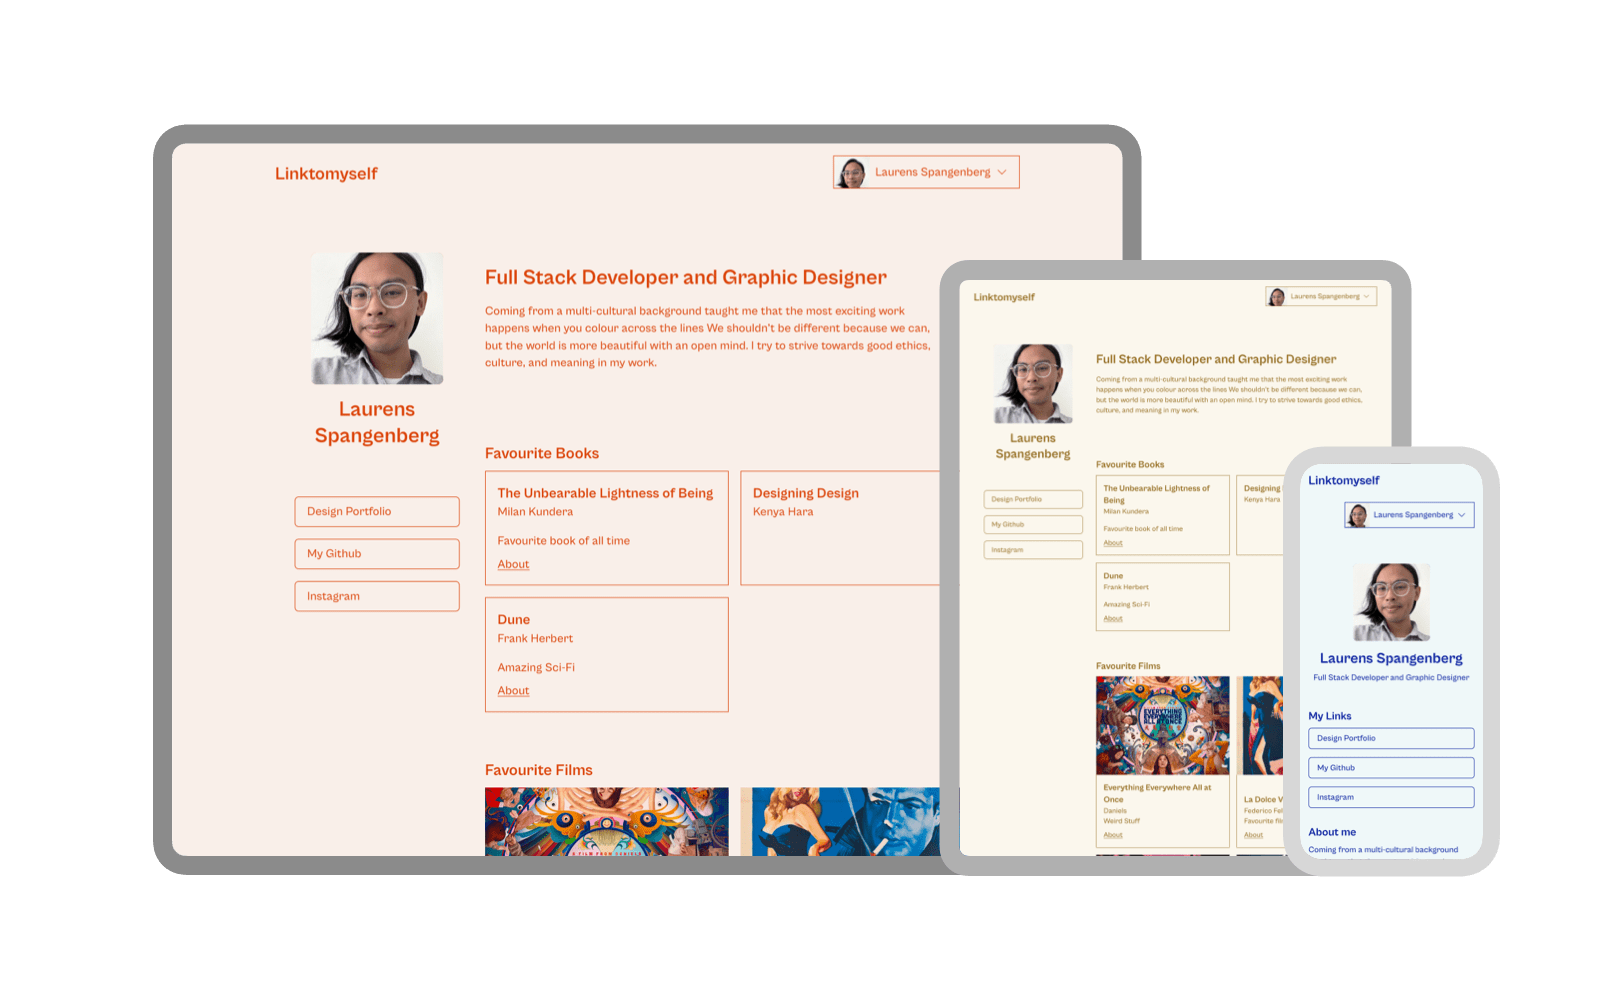 Linktomyself
Laurens Spangenberg
Laurens
Spangenberg
Design Portfolio
My Github
Instagram
Full Stack Developer and Graphic Designer
Coming from a multi-cultural background taught me that the most exciting work
happens when you colour across the lines We shouldn't be different because we can,
but the world is more beautiful with an open mind. I try to strive towards good ethics,
culture, and meaning in my work.
Favourite Books
The Unbearable Lightness of Being
Milan Kundera
Favourite book of all time
About
Designing Design
Kenya Hara
Dune
Frank Herbert
Amazing Sci-Fi
About
Favourite Films
A FILM FROM DANIELS
Linktomyself
Laurens Spangenberg
Laurens
Spangenberg
Design Portfolio
My Github
Instagram
Full Stack Developer and Graphic Designer
Coming from a multi-cultural background taught me that the most exciting work
happens when you colour across the lines We shouldn't be different because we can,
but the world is more beautiful with an open mind. I try to strive towards good ethics,
culture, and meaning in my work.
Favourite Books
The Unbearable Lightness of
Being
Milan Kundera
Favourite book of all time
About
Designing
Kenya Hara
Dune
Frank Herbert
Amazing Sci-Fi
About
Favourite Films
EVERYTHING
EVERYWHERE
ALL AT ONCE
Everything Everywhere All at
Once
Daniels
Weird Stuff
About
La Dolce V
Federico Fel
Favourite fil
About
Linktomyself
Laurens Spangenberg
Laurens Spangenberg
Full Stack Developer and Graphic Designer
My Links
Design Portfolio
My Github
Instagram
About me
Coming from a multi-cultural background